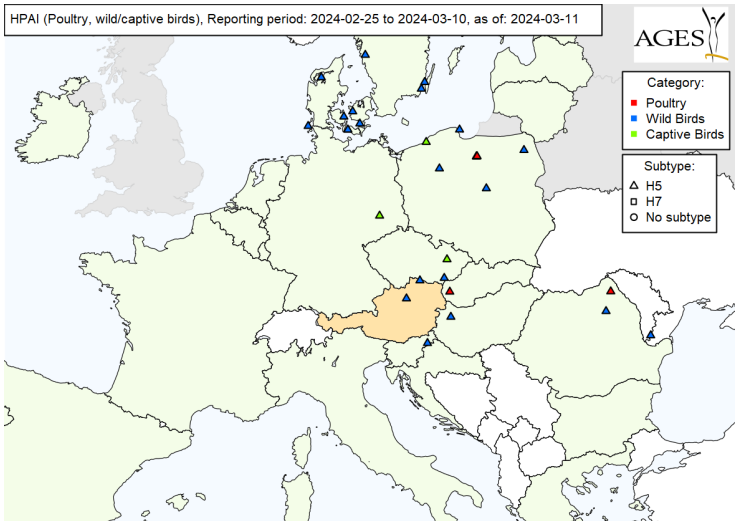 HPAI (Poultry, wild/captive birds), Reporting period: 2024-02-25 to 2024-03-10, as of: 2024-03-11
AGES
Category:
Poultry
Wild Birds
Captive Birds
Subtype:
H5
H7
No subtype